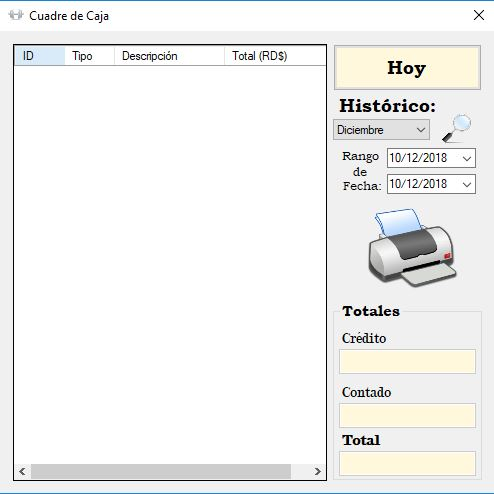 Cuadre de Caja
ID Tipo Descripción Total (RD$)
Hoy
Histórico:
Diciembre
Rango de Fecha:
10/12/2018
10/12/2018
Totales
Crédito
Contado
Total